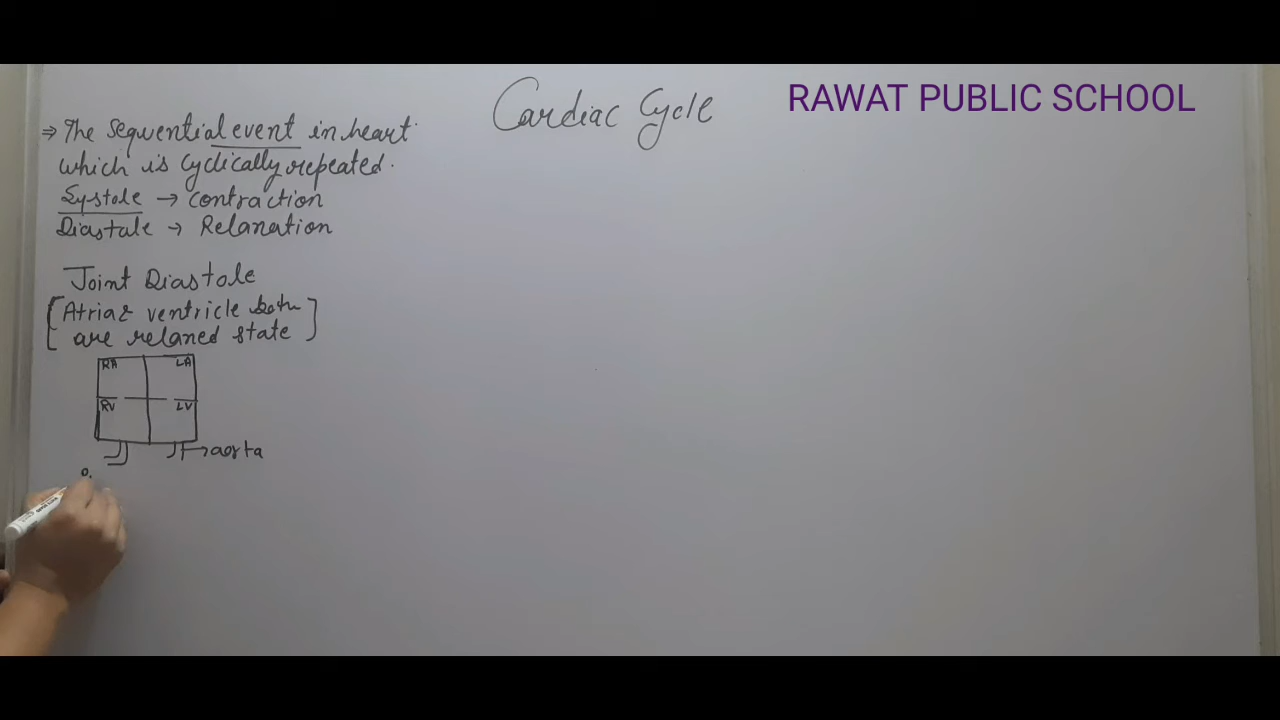 Cardiac Cycle
RAWAT PUBLIC SCHOOL
⇒ The sequential event in heart
which is cyclically repeated.
Systole → contraction
Diastole → Relaxation
Joint Diastole
[Atria & ventricle both
are relaxed state]
RA LA
RV LV
→ aorta